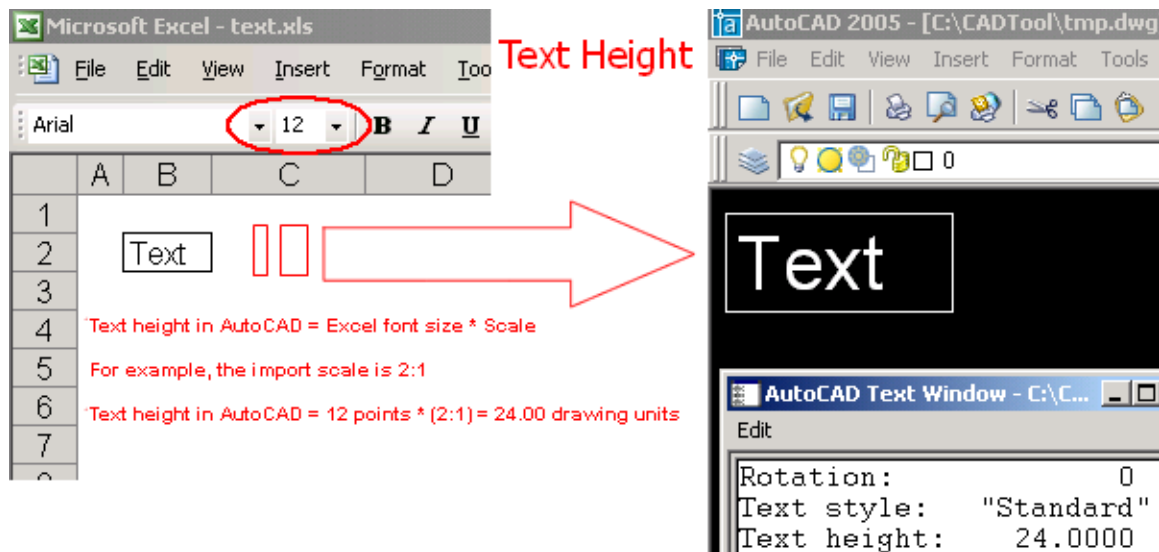 Microsoft Excel - text.xls
File Edit View Insert Format Too
Arial 12 B I U
A B C D
1
2 Text
3
4
5
6
7
Text Height
Text height in AutoCAD = Excel font size * Scale
For example, the import scale is 2:1
Text height in AutoCAD = 12 points * (2:1) = 24.00 drawing units
AutoCAD 2005 - [C:\CADTool\tmp.dwg
File Edit View Insert Format Tools
0
Text
AutoCAD Text Window - C:\C...
Edit
Rotation: 0
Text style: "Standard"
Text height: 24.0000